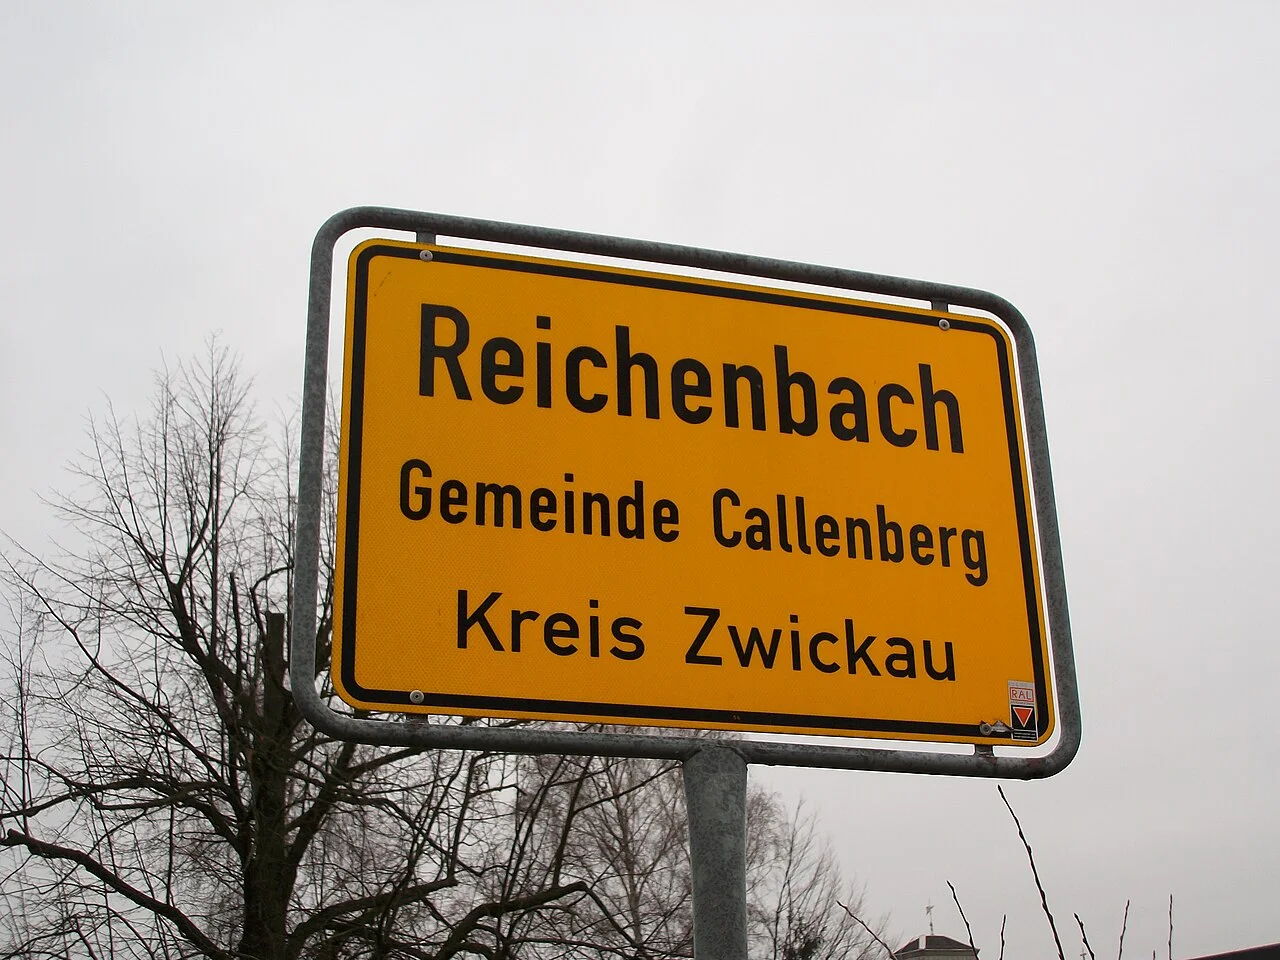 Reichenbach
Gemeinde Callenberg
Kreis Zwickau
RAL